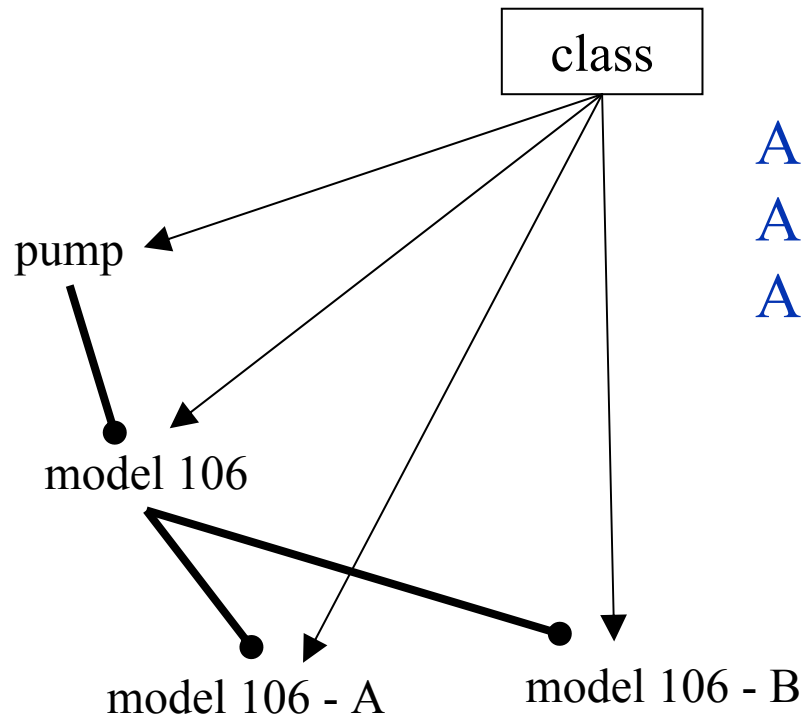 class
A
A
pump
A
model 106
model 106 - A
model 106 - B